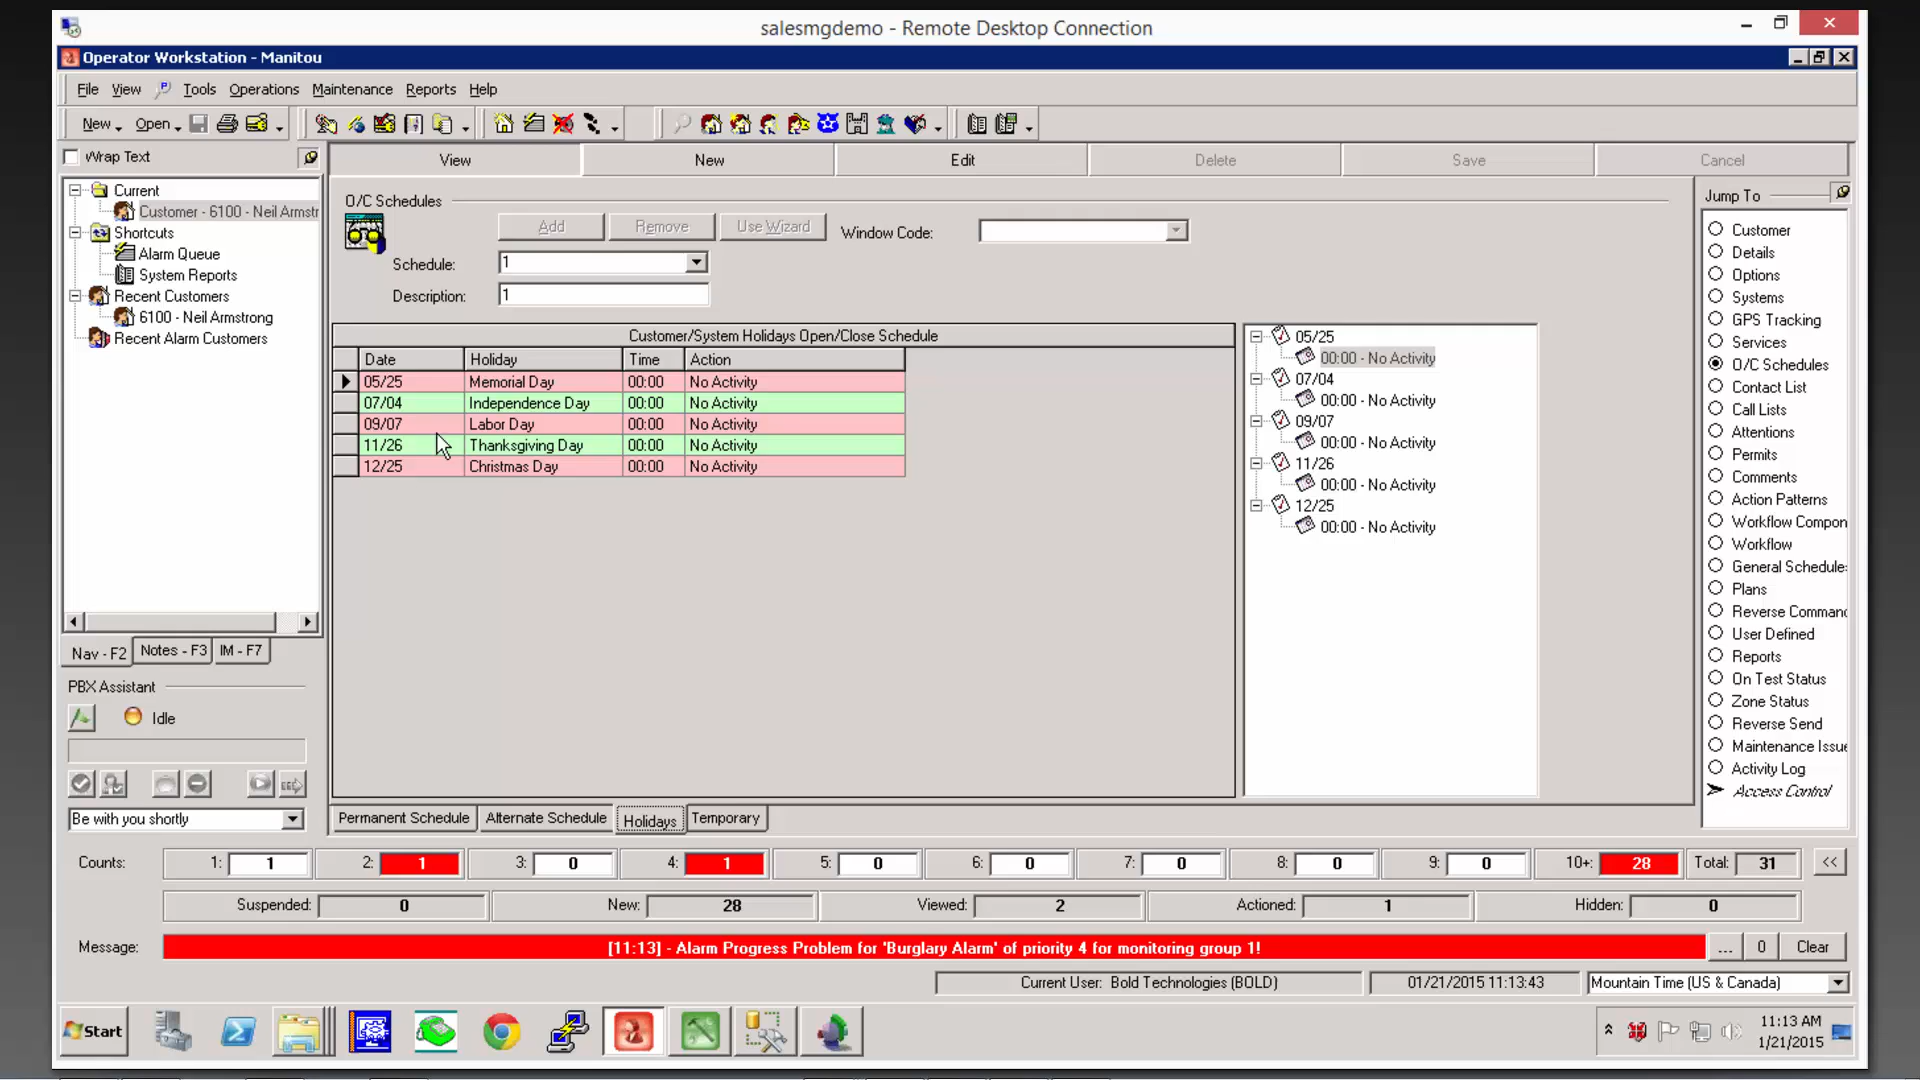 salesmgdemo - Remote Desktop Connection
Operator Workstation - Manitou
File View Tools Operations Maintenance Reports Help
New Open
Wrap Text
View New Edit Delete Save Cancel
Current
Customer - 6100 - Neil Armstr
Shortcuts
Alarm Queue
System Reports
Recent Customers
6100 - Neil Armstrong
Recent Alarm Customers
Nav - F2 Notes - F3 IM - F7
PBX Assistant
Idle
Be with you shortly
O/C Schedules
Add Remove Use Wizard Window Code:
Schedule: 1
Description: 1
Customer/System Holidays Open/Close Schedule
Date Holiday Time Action
05/25 Memorial Day 00:00 No Activity
07/04 Independence Day 00:00 No Activity
09/07 Labor Day 00:00 No Activity
11/26 Thanksgiving Day 00:00 No Activity
12/25 Christmas Day 00:00 No Activity
05/25
00:00 - No Activity
07/04
00:00 - No Activity
09/07
00:00 - No Activity
11/26
00:00 - No Activity
12/25
00:00 - No Activity
Permanent Schedule Alternate Schedule Holidays Temporary
Jump To
Customer
Details
Options
Systems
GPS Tracking
Services
O/C Schedules
Contact List
Call Lists
Attentions
Permits
Comments
Action Patterns
Workflow Compon
Workflow
General Schedule
Plans
Reverse Comman
User Defined
Reports
On Test Status
Zone Status
Reverse Send
Maintenance Issu
Activity Log
Access Control
Counts: 1: 1 2: 1 3: 0 4: 1 5: 0 6: 0 7: 0 8: 0 9: 0 10+: 28 Total: 31 <<
Suspended: 0 New: 28 Viewed: 2 Actioned: 1 Hidden: 0
Message: [11:13] - Alarm Progress Problem for 'Burglary Alarm' of priority 4 for monitoring group 1! ... 0 Clear
Current User: Bold Technologies (BOLD) 01/21/2015 11:13:43 Mountain Time (US & Canada)
Start
11:13 AM
1/21/2015